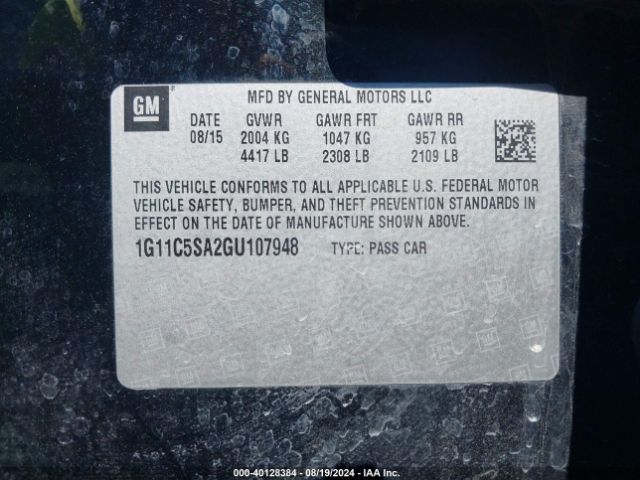 GM
MFD BY GENERAL MOTORS LLC
DATE GVWR GAWR FRT GAWR RR
08/15 2004 KG 1047 KG 957 KG
4417 LB 2308 LB 2109 LB
THIS VEHICLE CONFORMS TO ALL APPLICABLE U.S. FEDERAL MOTOR
VEHICLE SAFETY, BUMPER, AND THEFT PREVENTION STANDARDS IN
EFFECT ON THE DATE OF MANUFACTURE SHOWN ABOVE.
1G11C5SA2GU107948 TYPE: PASS CAR
000-40128384 - 08/19/2024 - IAA Inc.